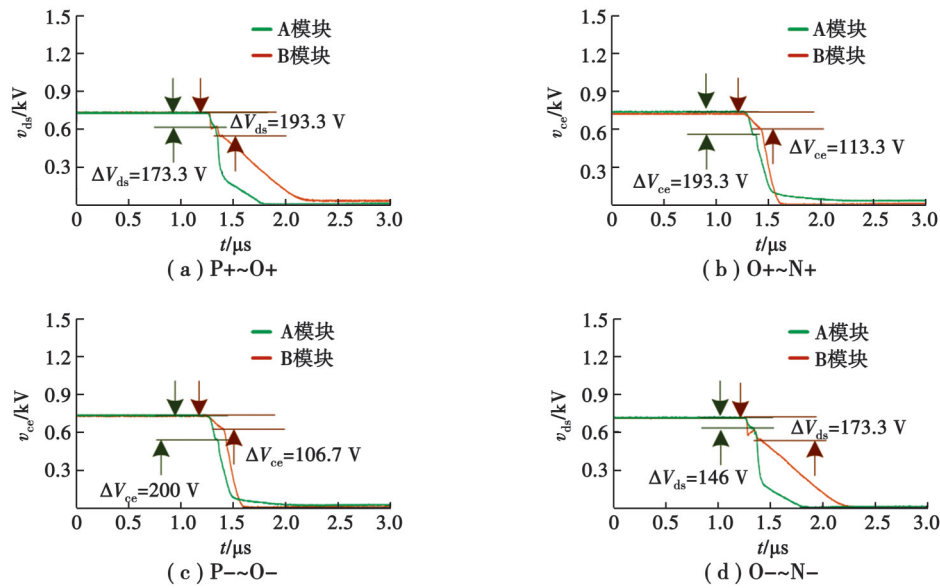 1.5
1.2
0.9
0.6
0.3
v_ds/kV
A模块
B模块
ΔV_ds=193.3 V
ΔV_ds=173.3 V
0 0.5 1.0 1.5 2.0 2.5 3.0
t/μs
( a ) P+~O+
1.5
1.2
0.9
0.6
0.3
v_ce/kV
A模块
B模块
ΔV_ce=113.3 V
ΔV_ce=193.3 V
0 0.5 1.0 1.5 2.0 2.5 3.0
t/μs
( b ) O+~N+
1.5
1.2
0.9
0.6
0.3
v_ce/kV
A模块
B模块
ΔV_ce=106.7 V
ΔV_ce=200 V
0 0.5 1.0 1.5 2.0 2.5 3.0
t/μs
( c ) P-~O-
1.5
1.2
0.9
0.6
0.3
v_ds/kV
A模块
B模块
ΔV_ds=173.3 V
ΔV_ds=146 V
0 0.5 1.0 1.5 2.0 2.5 3.0
t/μs
( d ) O-~N-